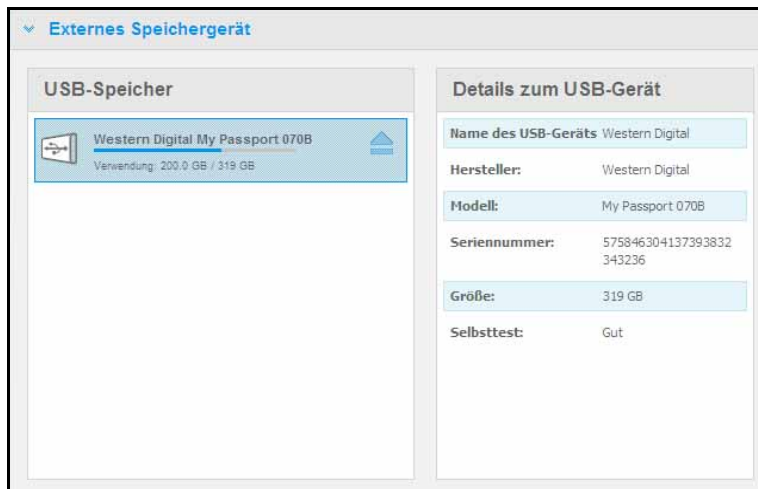 Externes Speichergerät
USB-Speicher
Western Digital My Passport 070B
Verwendung: 200.0 GB / 319 GB
Details zum USB-Gerät
Name des USB-Geräts Western Digital
Hersteller: Western Digital
Modell: My Passport 070B
Seriennummer: 575846304137393832
343236
Größe: 319 GB
Selbsttest: Gut